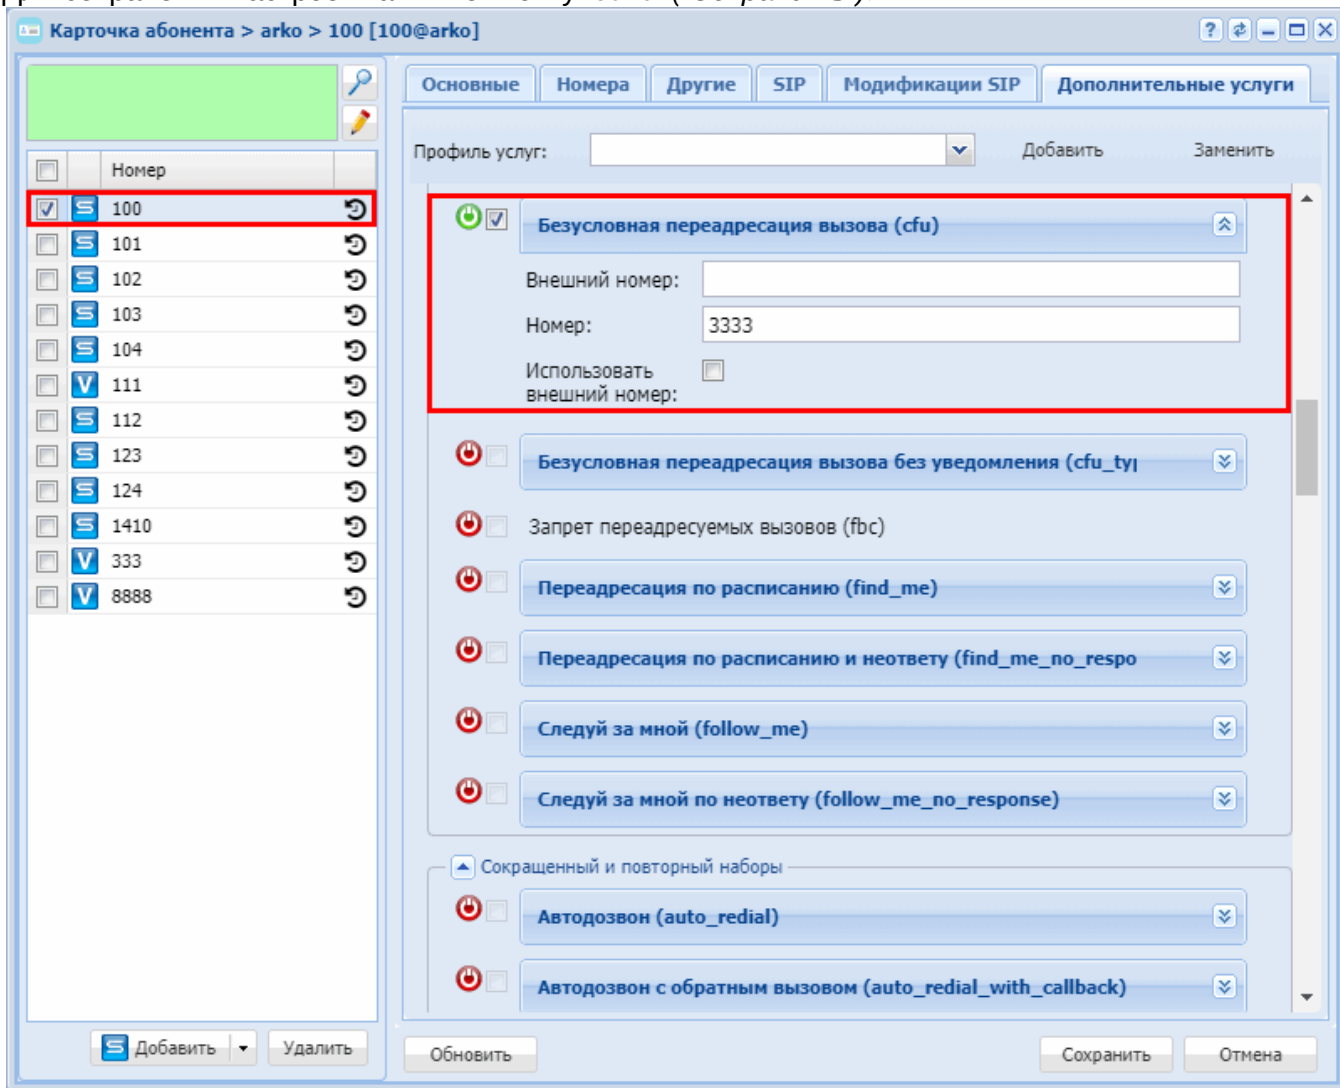 Карточка абонента > arko > 100 [100@arko]
Номер
100
101
102
103
104
111
112
123
124
1410
333
8888
Добавить
Удалить
Основные
Номера
Другие
SIP
Модификации SIP
Дополнительные услуги
Профиль услуг:
Добавить
Заменить
Безусловная переадресация вызова (cfu)
Внешний номер:
Номер:
3333
Использовать
внешний номер:
Безусловная переадресация вызова без уведомления (cfu_typ
Запрет переадресуемых вызовов (fbc)
Переадресация по расписанию (find_me)
Переадресация по расписанию и неответу (find_me_no_respo
Следуй за мной (follow_me)
Следуй за мной по неответу (follow_me_no_response)
Сокращенный и повторный наборы
Автодозвон (auto_redial)
Автодозвон с обратным вызовом (auto_redial_with_callback)
Обновить
Сохранить
Отмена